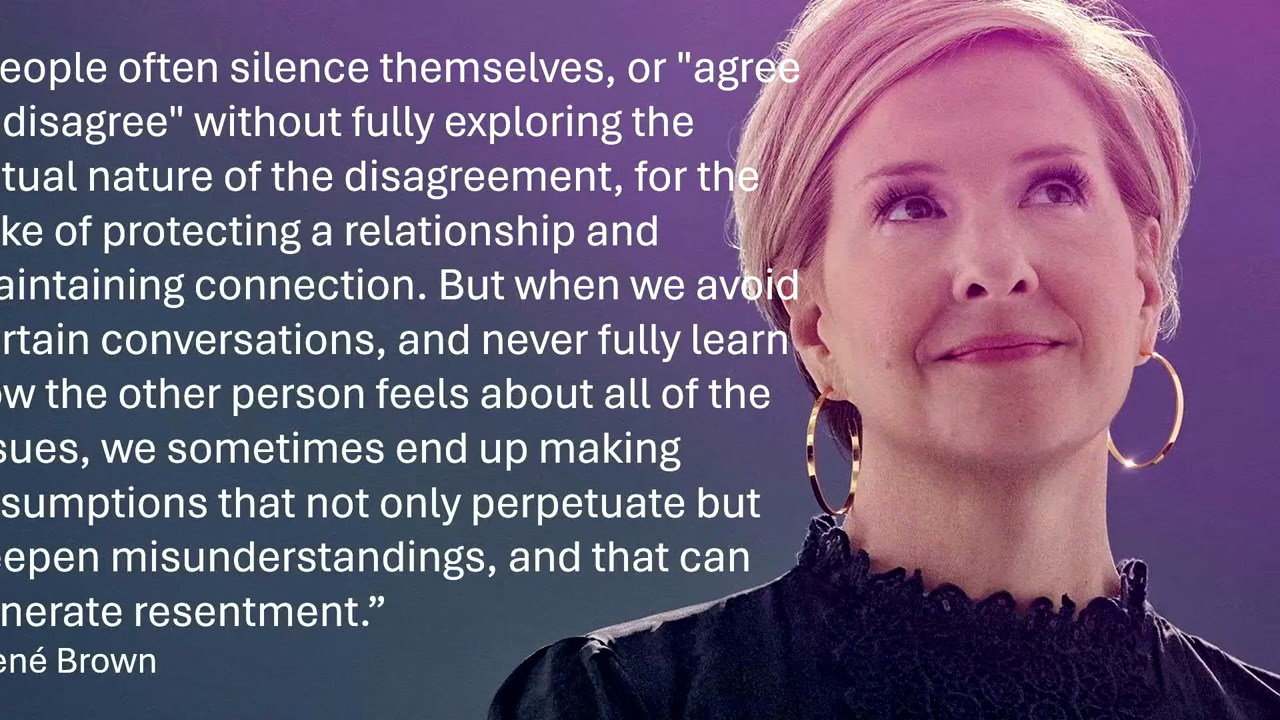 eople often silence themselves, or "agree
disagree" without fully exploring the
tual nature of the disagreement, for the
ke of protecting a relationship and
aintaining connection. But when we avoid
rtain conversations, and never fully learn
ow the other person feels about all of the
sues, we sometimes end up making
sumptions that not only perpetuate but
eepen misunderstandings, and that can
nerate resentment.”
ené Brown